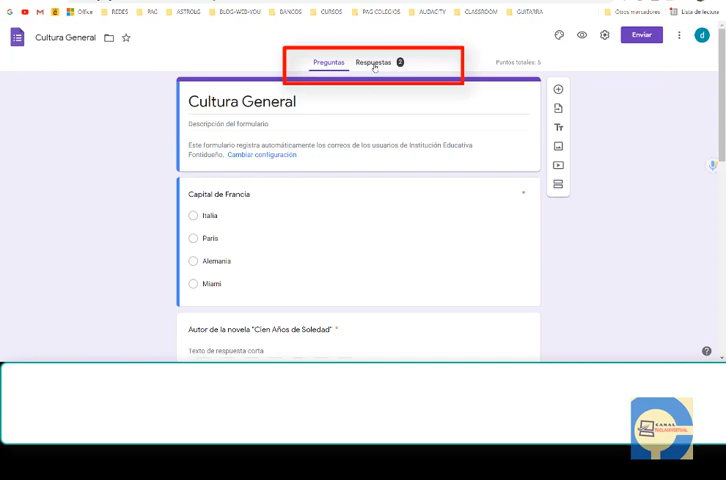 Office REDES PAC ASTROLG BLOG-WEB-YOU BANCOS CURSOS PAG COLEGIOS AUDACITY CLASSROOM GUITARRA Otros marcadores Lista de lectura
Cultura General
Enviar
d
Preguntas Respuestas 2
Puntos totales: 5
Cultura General
Descripción del formulario
Este formulario registra automáticamente los correos de los usuarios de Institución Educativa
Fontidueño. Cambiar configuración
Capital de Francia *
Italia
Paris
Alemania
Miami
Autor de la novela "Cien Años de Soledad" *
Texto de respuesta corta
CANAL